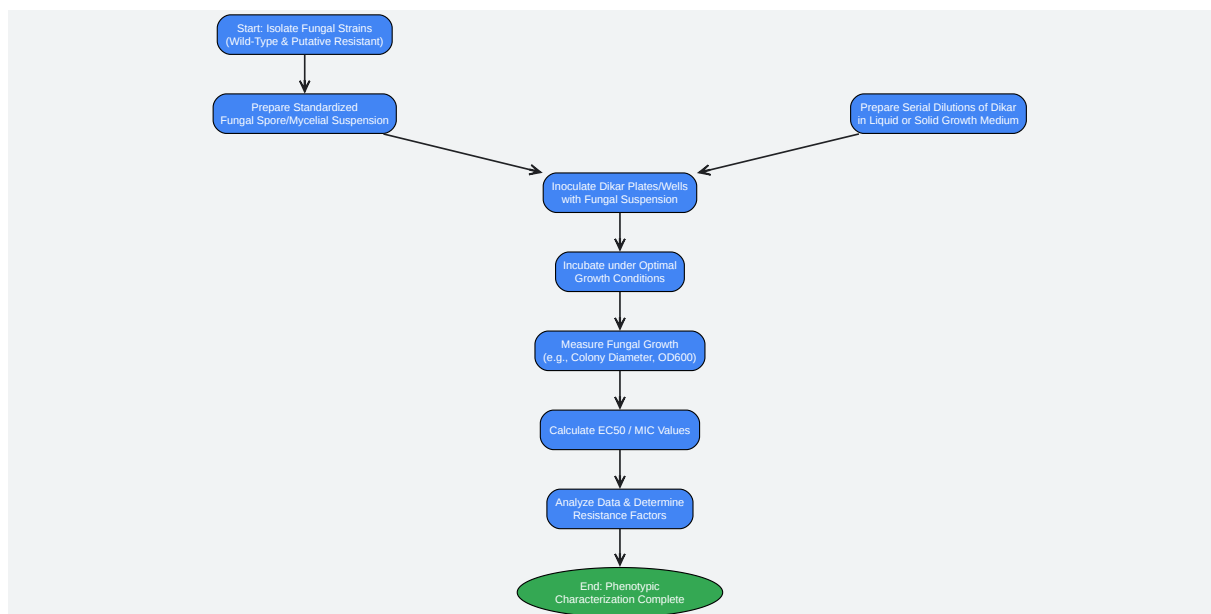 Start: Isolate Fungal Strains
(Wild-Type & Putative Resistant)
Prepare Standardized
Fungal Spore/Mycelial Suspension
Prepare Serial Dilutions of Dikar
in Liquid or Solid Growth Medium
Inoculate Dikar Plates/Wells
with Fungal Suspension
Incubate under Optimal
Growth Conditions
Measure Fungal Growth
(e.g., Colony Diameter, OD600)
Calculate EC50 / MIC Values
Analyze Data & Determine
Resistance Factors
End: Phenotypic
Characterization Complete